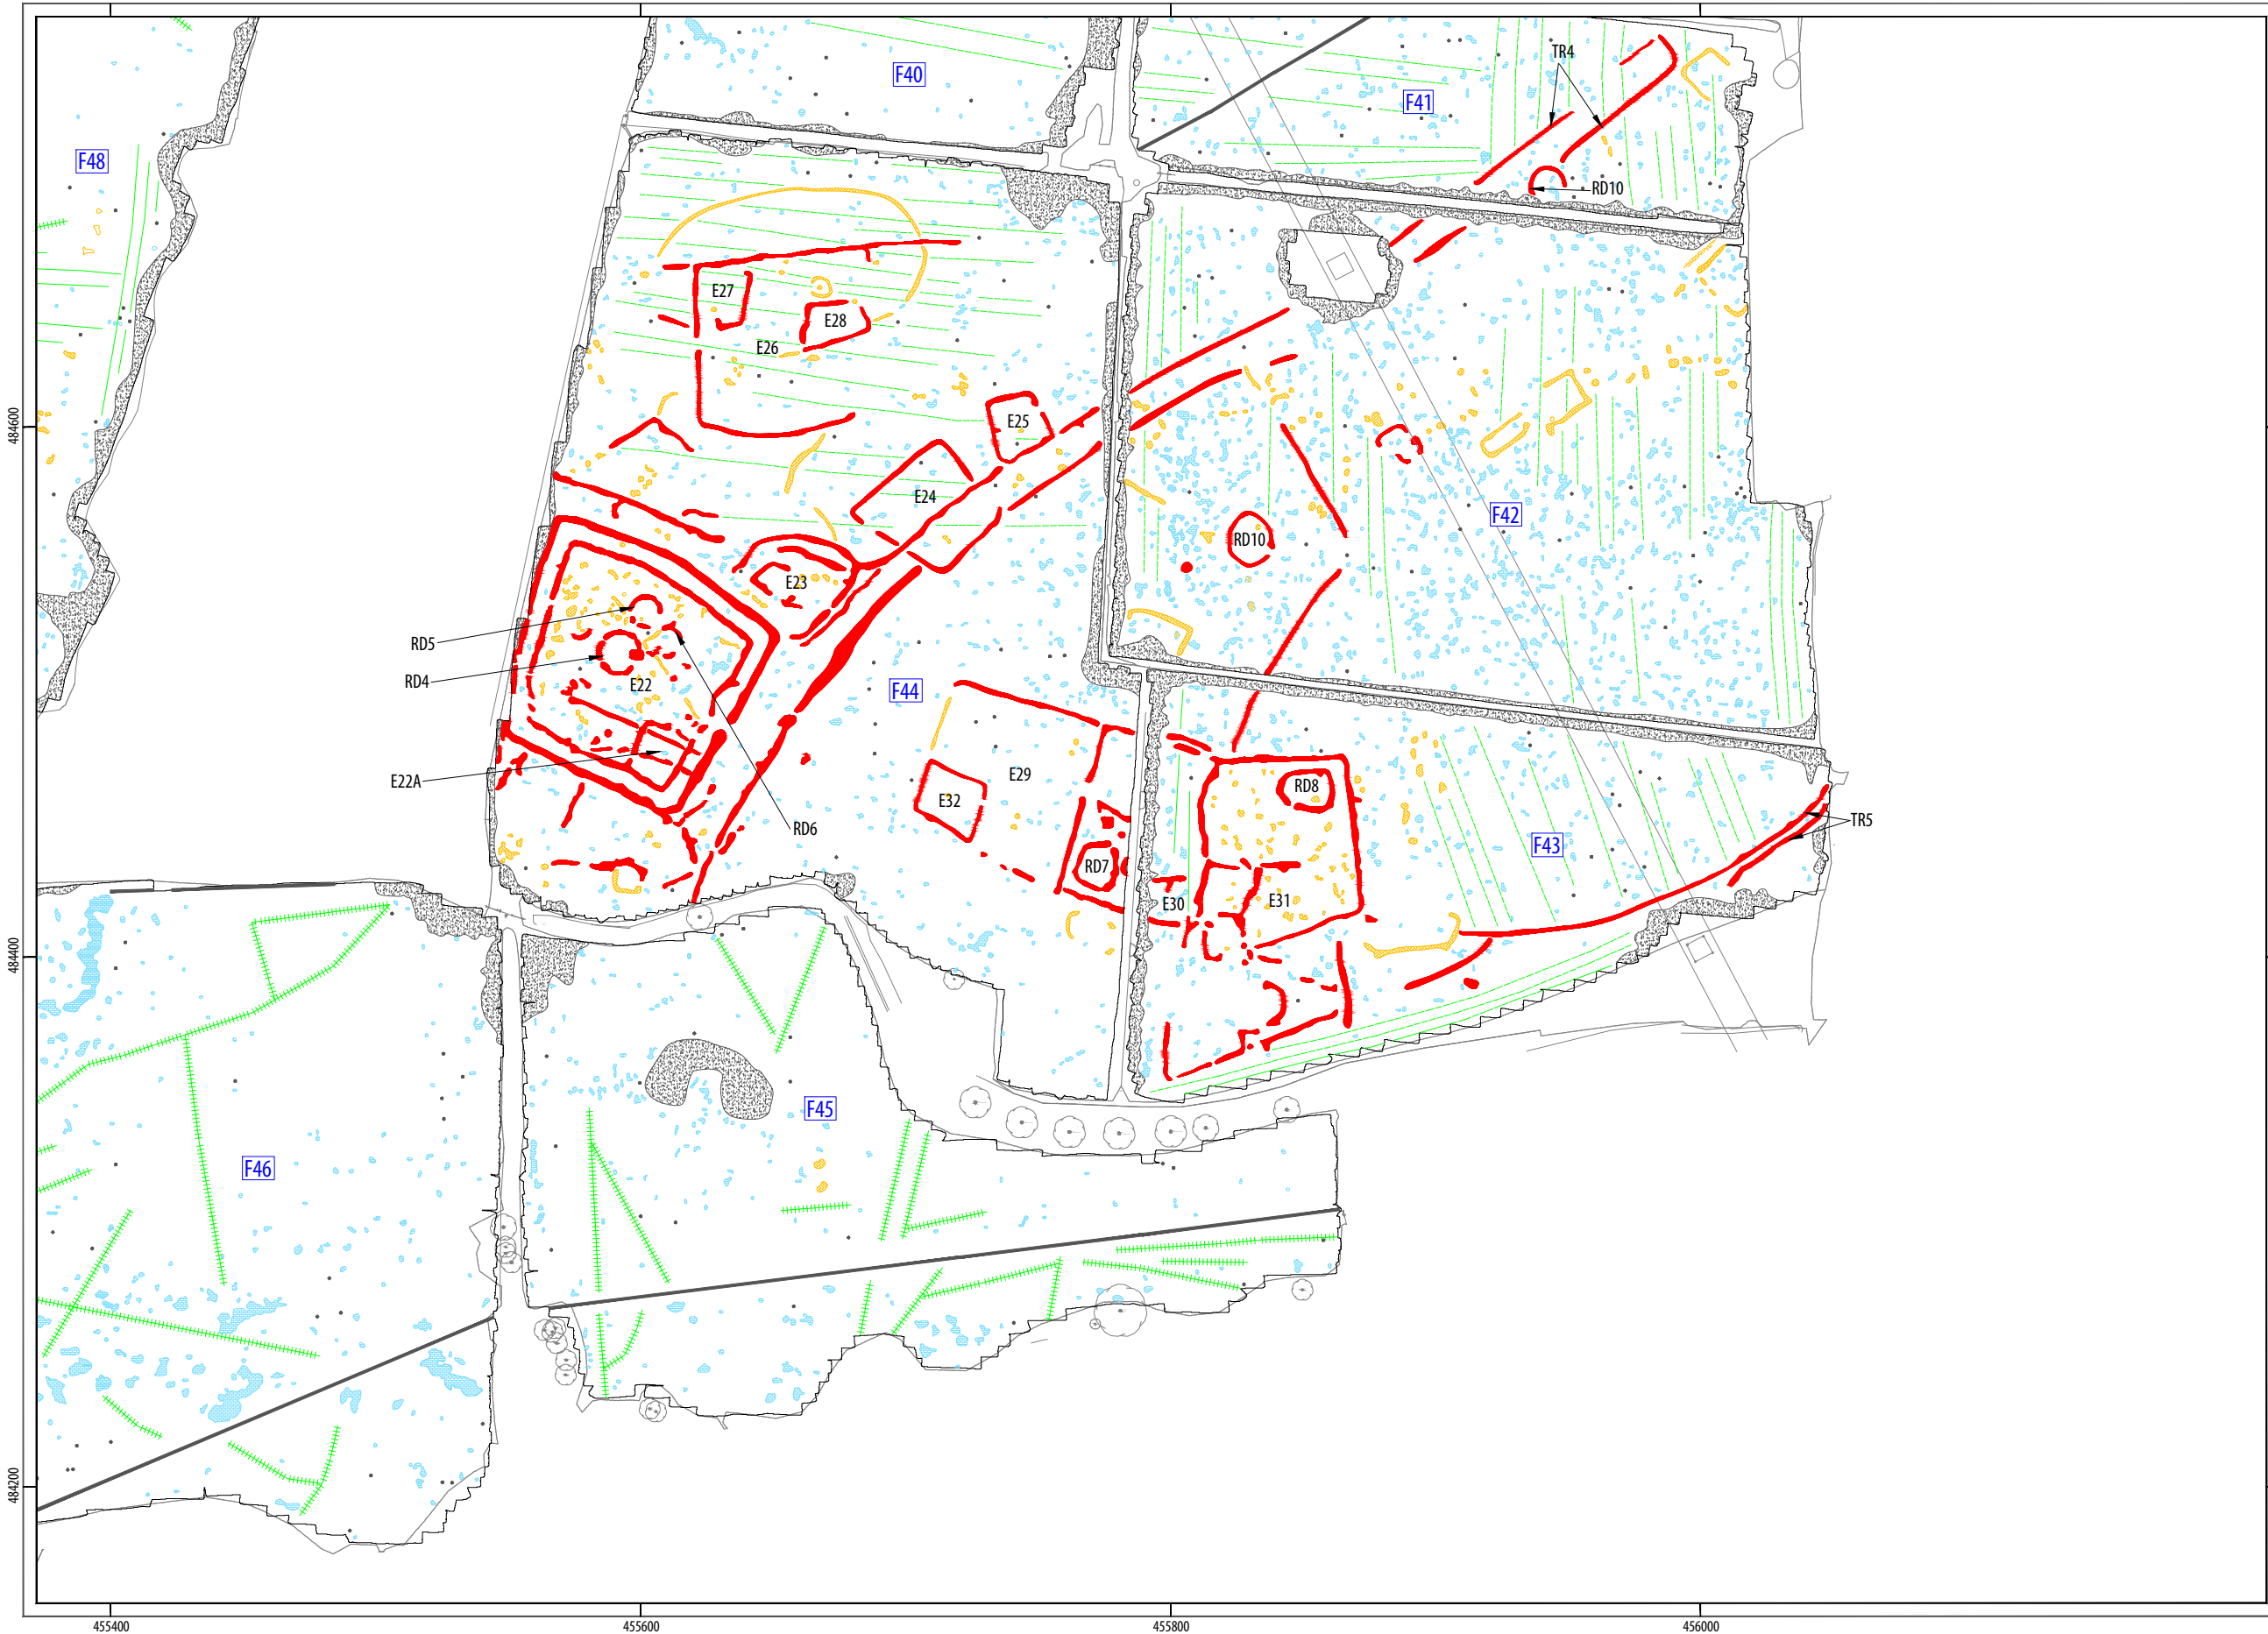 TR4
F40
F41
F48
RD10
E27
E28
E26
484600
E25
E24
F42
RD10
E23
RD5
RD4
E22
F44
E22A
E29
E32
RD8
RD6
TR5
F43
RD7
E30
E31
484400
F45
F46
484200
455400
455600
455800
456000